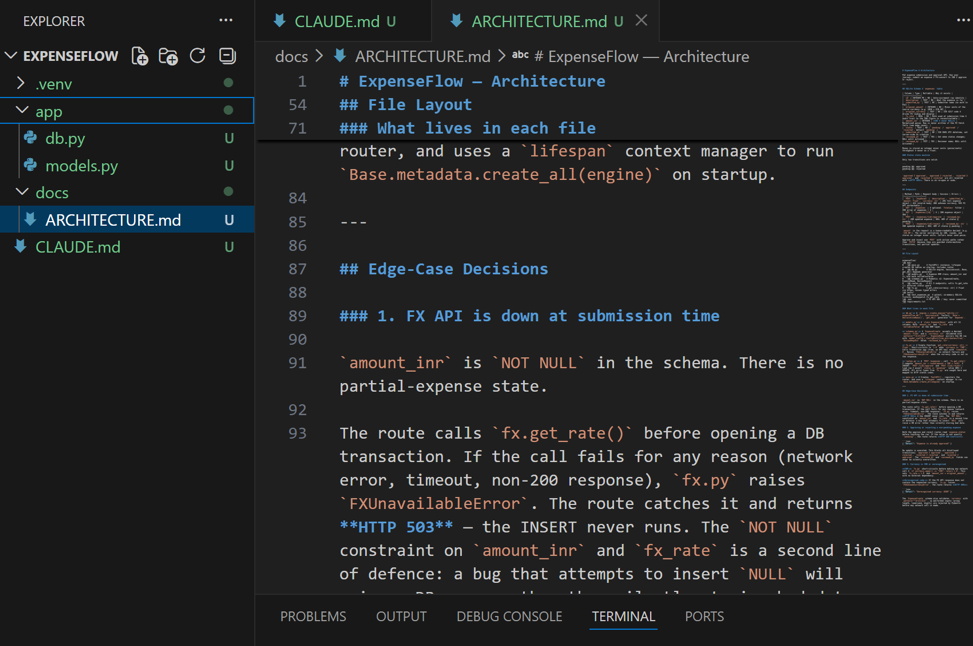 EXPLORER
EXPENSEFLOW
.venv
app
db.py U
models.py U
docs
ARCHITECTURE.md U
CLAUDE.md U
CLAUDE.md U
ARCHITECTURE.md U
docs > ARCHITECTURE.md > abc # ExpenseFlow — Architecture
1 # ExpenseFlow — Architecture
54 ## File Layout
71 ### What lives in each file
router, and uses a `lifespan` context manager to run
`Base.metadata.create_all(engine)` on startup.
84
85 ---
86
87 ## Edge-Case Decisions
88
89 ### 1. FX API is down at submission time
90
91 `amount_inr` is `NOT NULL` in the schema. There is no
partial-expense state.
92
93 The route calls `fx.get_rate()` before opening a DB
transaction. If the call fails for any reason (network
error, timeout, non-200 response), `fx.py` raises
`FXUnavailableError`. The route catches it and returns
**HTTP 503** — the INSERT never runs. The `NOT NULL`
constraint on `amount_inr` and `fx_rate` is a second line
of defence: a bug that attempts to insert `NULL` will
PROBLEMS OUTPUT DEBUG CONSOLE TERMINAL PORTS